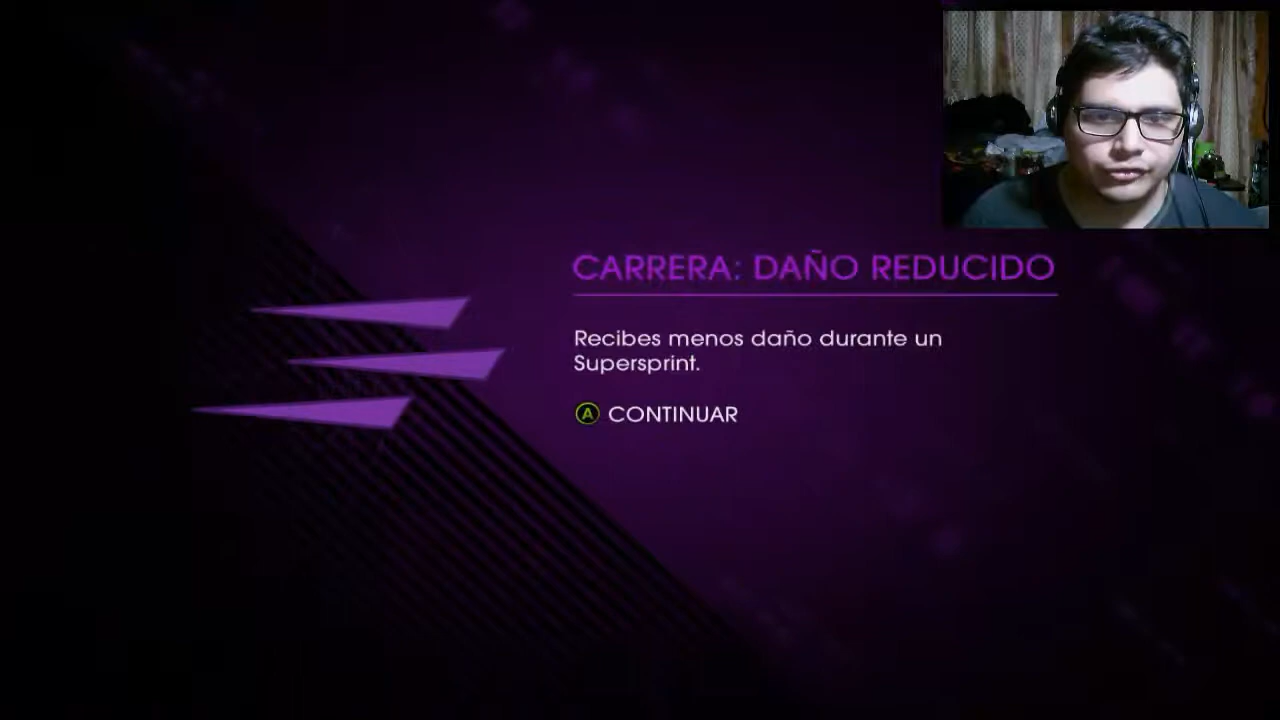 CARRERA: DAÑO REDUCIDO
Recibes menos daño durante un
Supersprint.
A CONTINUAR